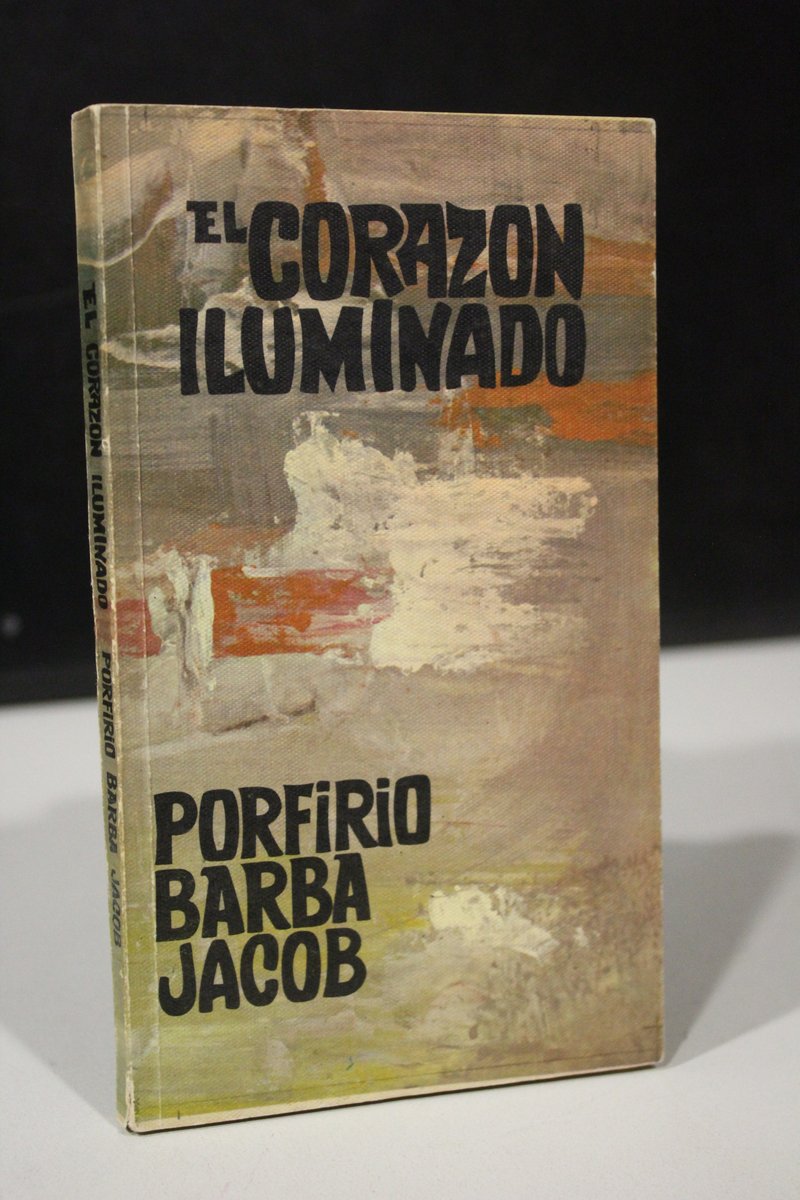 EL CORAZON
ILUMINADO
PORFIRIO
BARBA
JACOB
EL CORAZON ILUMINADO PORFIRIO BARBA JACOB